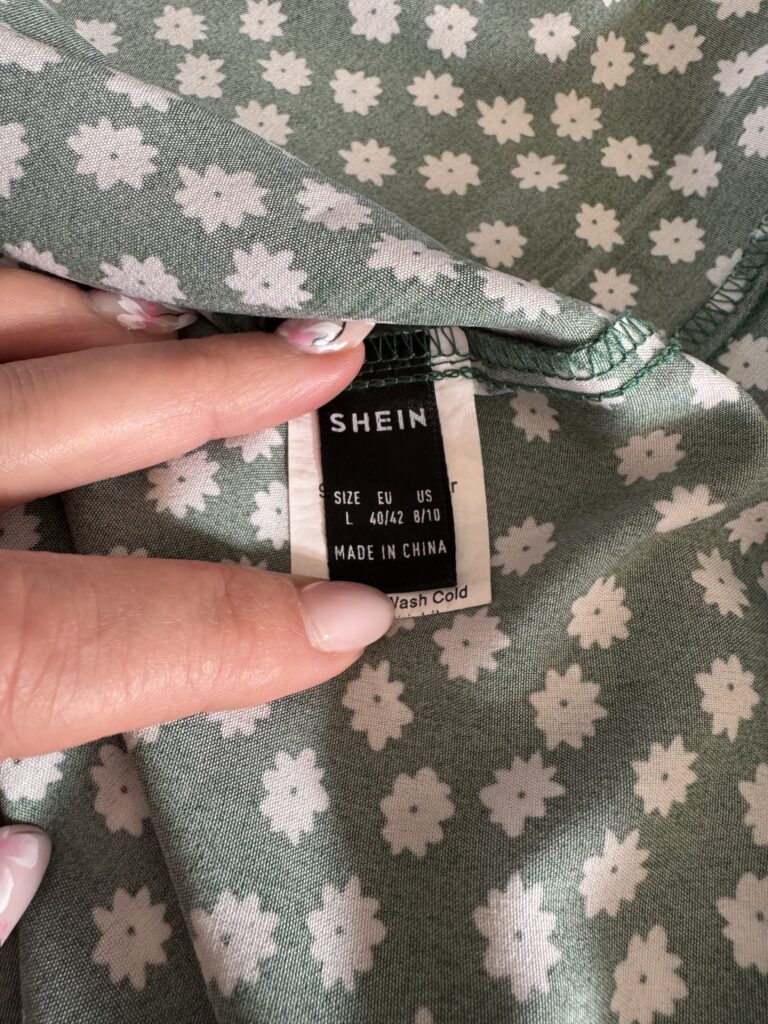 SHEIN
SIZE EU US
L 40/42 8/10
MADE IN CHINA
Wash Cold